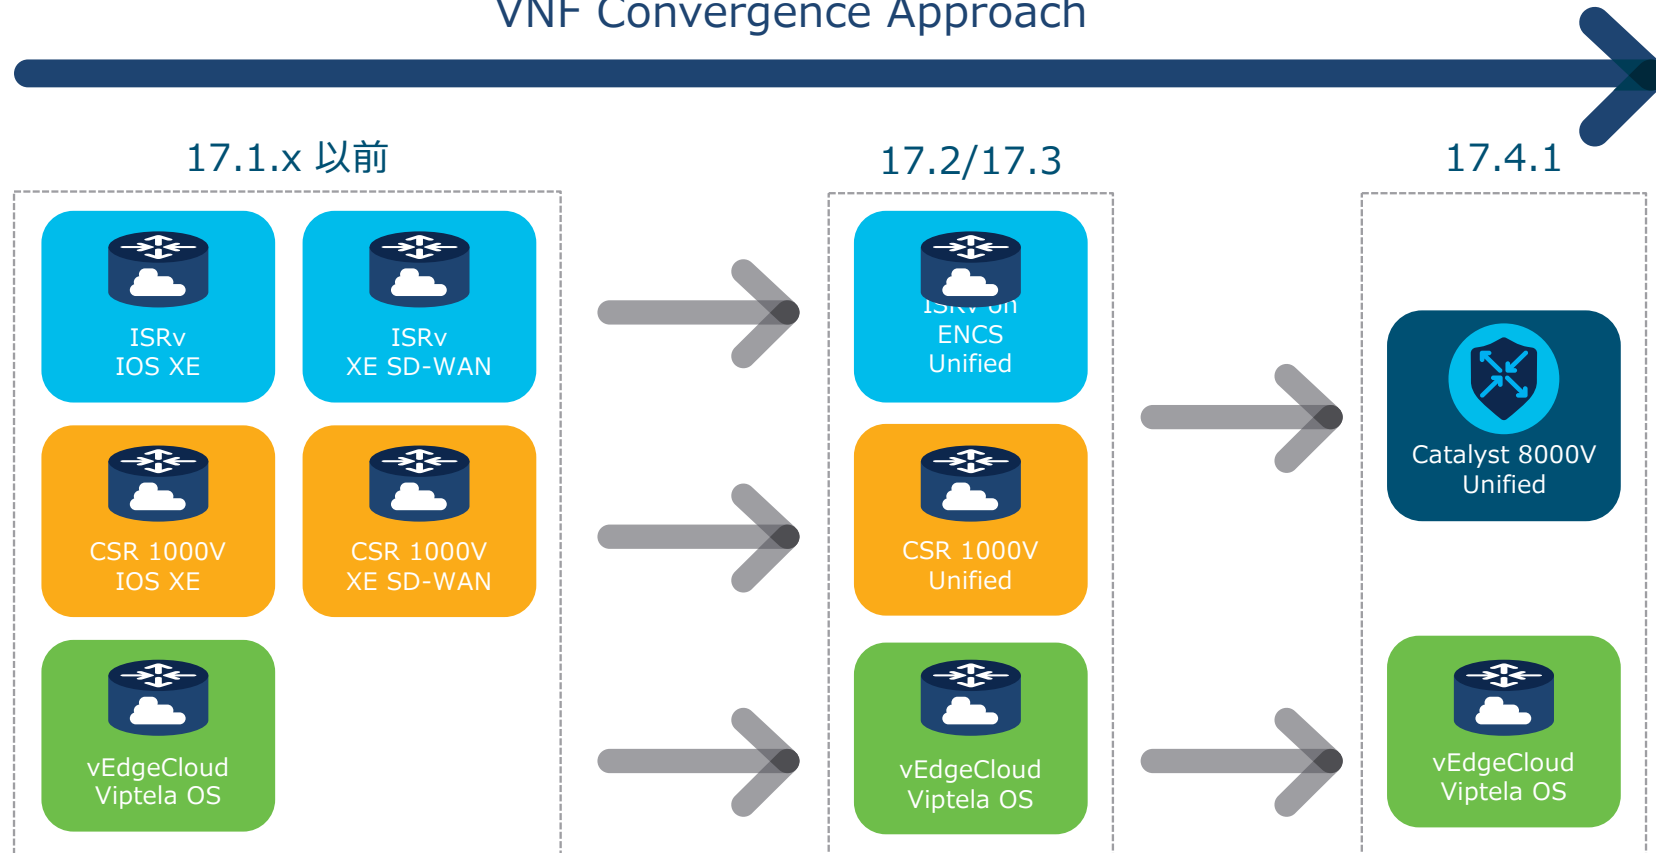 VNF Convergence Approach
17.1.x 以前
17.2/17.3
17.4.1
ISRv
IOS XE
ISRv
XE SD-WAN
ISRv on
ENCS
Unified
CSR 1000V
IOS XE
CSR 1000V
XE SD-WAN
CSR 1000V
Unified
Catalyst 8000V
Unified
vEdgeCloud
Viptela OS
vEdgeCloud
Viptela OS
vEdgeCloud
Viptela OS